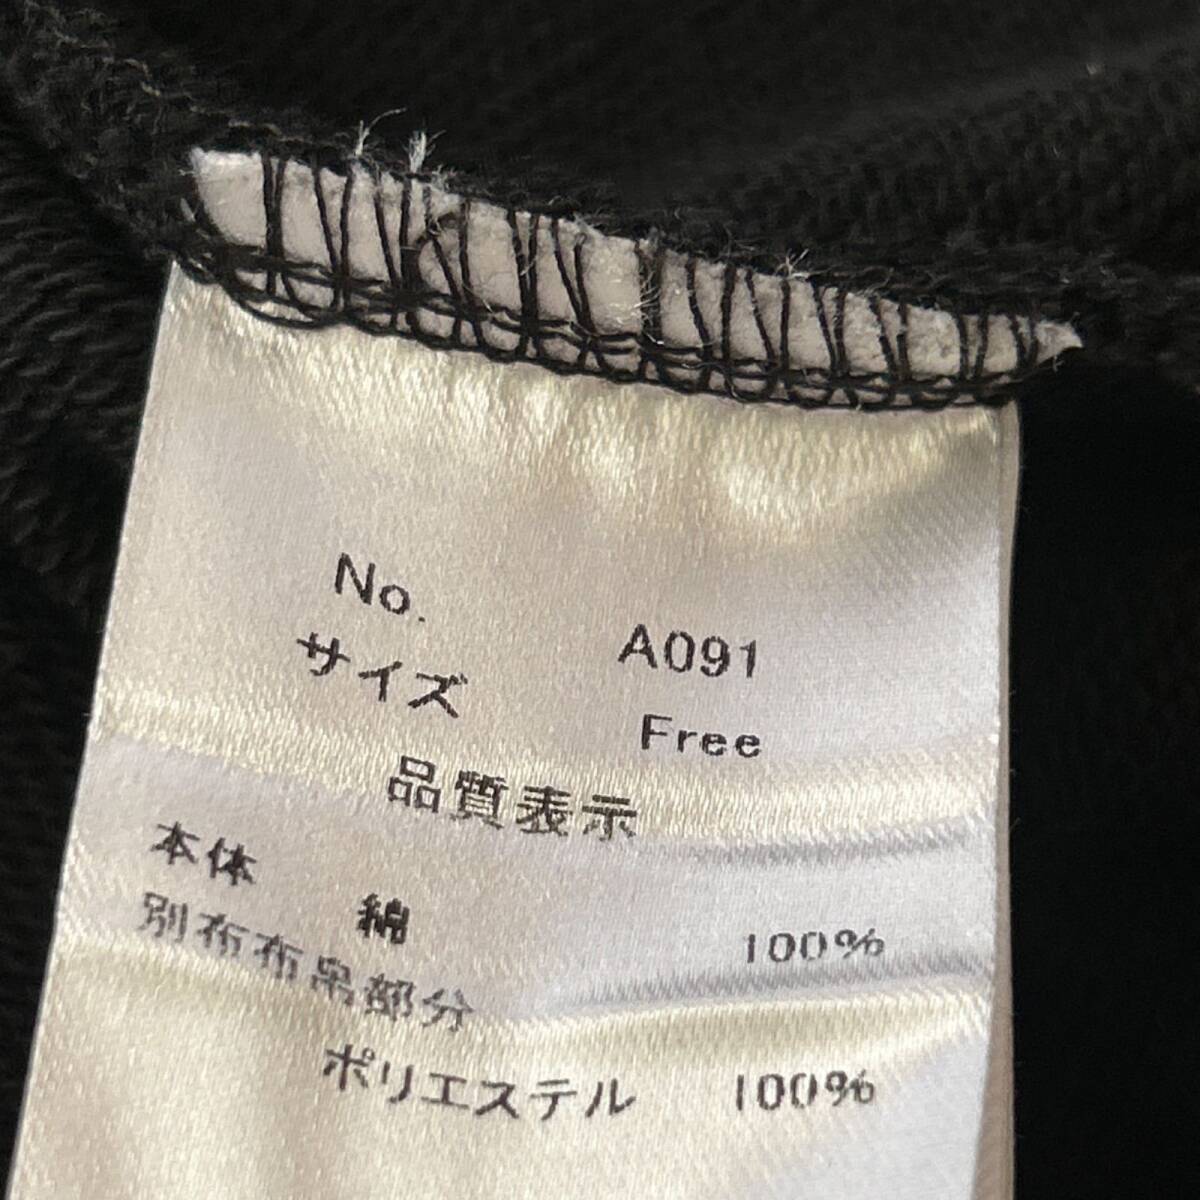 No. A091
サイズ Free
品質表示
本体 綿 100%
別布布帛部分
ポリエステル 100%